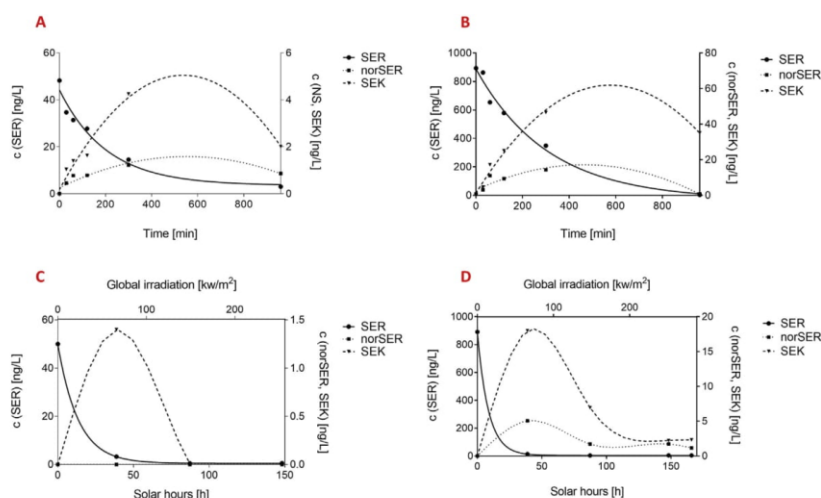 A
c (SER) [ng/L]
60
40
20
0
0 200 400 600 800
Time [min]
6
4
2
0
c (NS, SEK) [ng/L]
SER
norSER
SEK
B
c (SER) [ng/L]
1000
800
600
400
200
0
0 200 400 600 800
Time [min]
80
60
40
20
0
c (norSER, SEK) [ng/L]
SER
norSER
SEK
C
Global irradiation [kw/m²]
0 100 200
c (SER) [ng/L]
60
40
20
0
0 50 100 150
Solar hours [h]
1.5
1.0
0.5
0.0
c (norSER, SEK) [ng/L]
SER
norSER
SEK
D
Global irradiation [kw/m²]
0 100 200
c (SER) [ng/L]
1000
800
600
400
200
0
0 50 100 150
Solar hours [h]
20
15
10
5
0
c (norSER, SEK) [ng/L]
SER
norSER
SEK